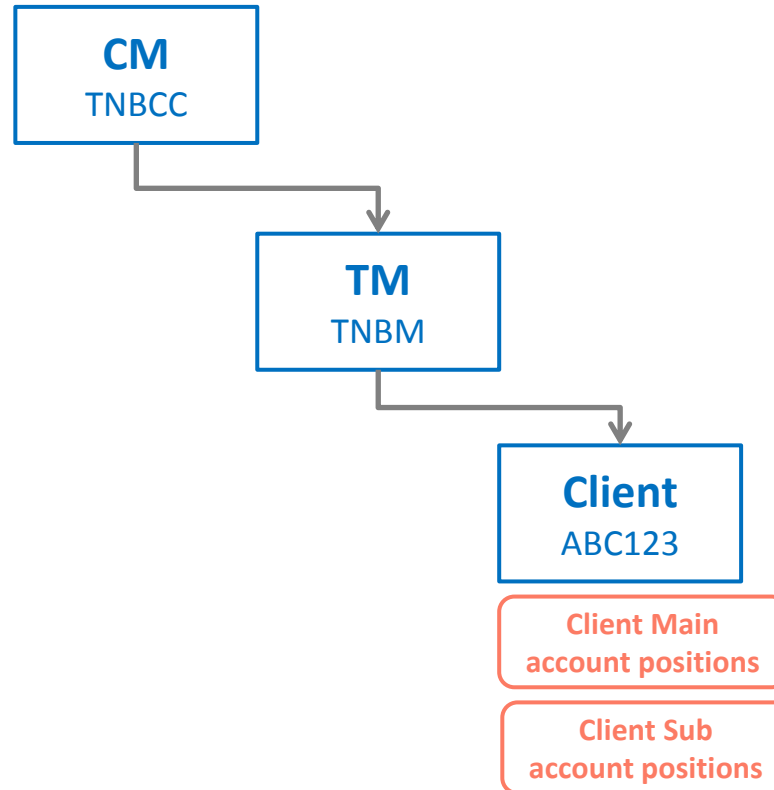 CM
TNBCC
TM
TNBM
Client
ABC123
Client Main
account positions
Client Sub
account positions